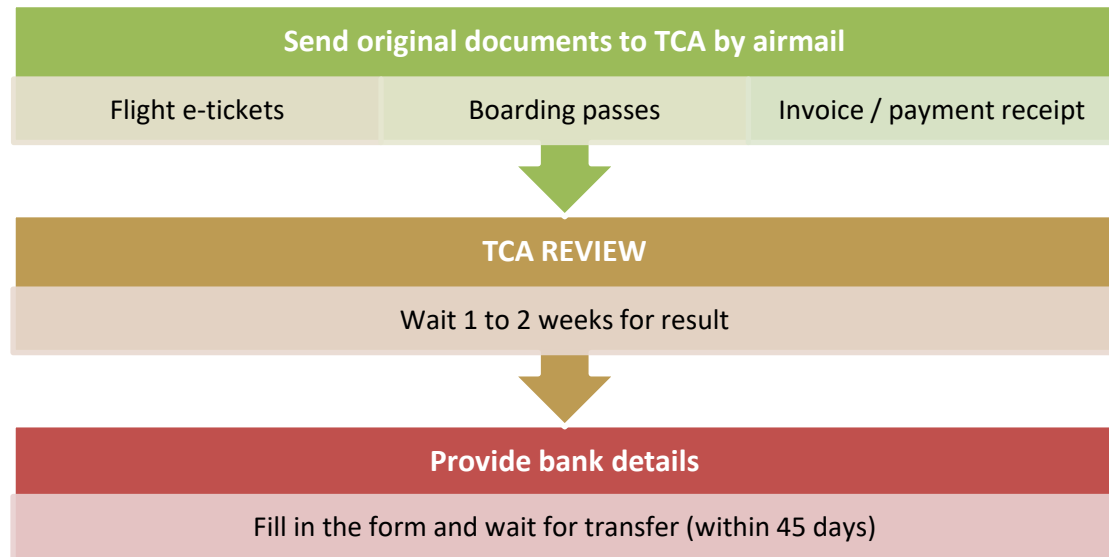 Send original documents to TCA by airmail
Flight e-tickets
Boarding passes
Invoice / payment receipt
TCA REVIEW
Wait 1 to 2 weeks for result
Provide bank details
Fill in the form and wait for transfer (within 45 days)